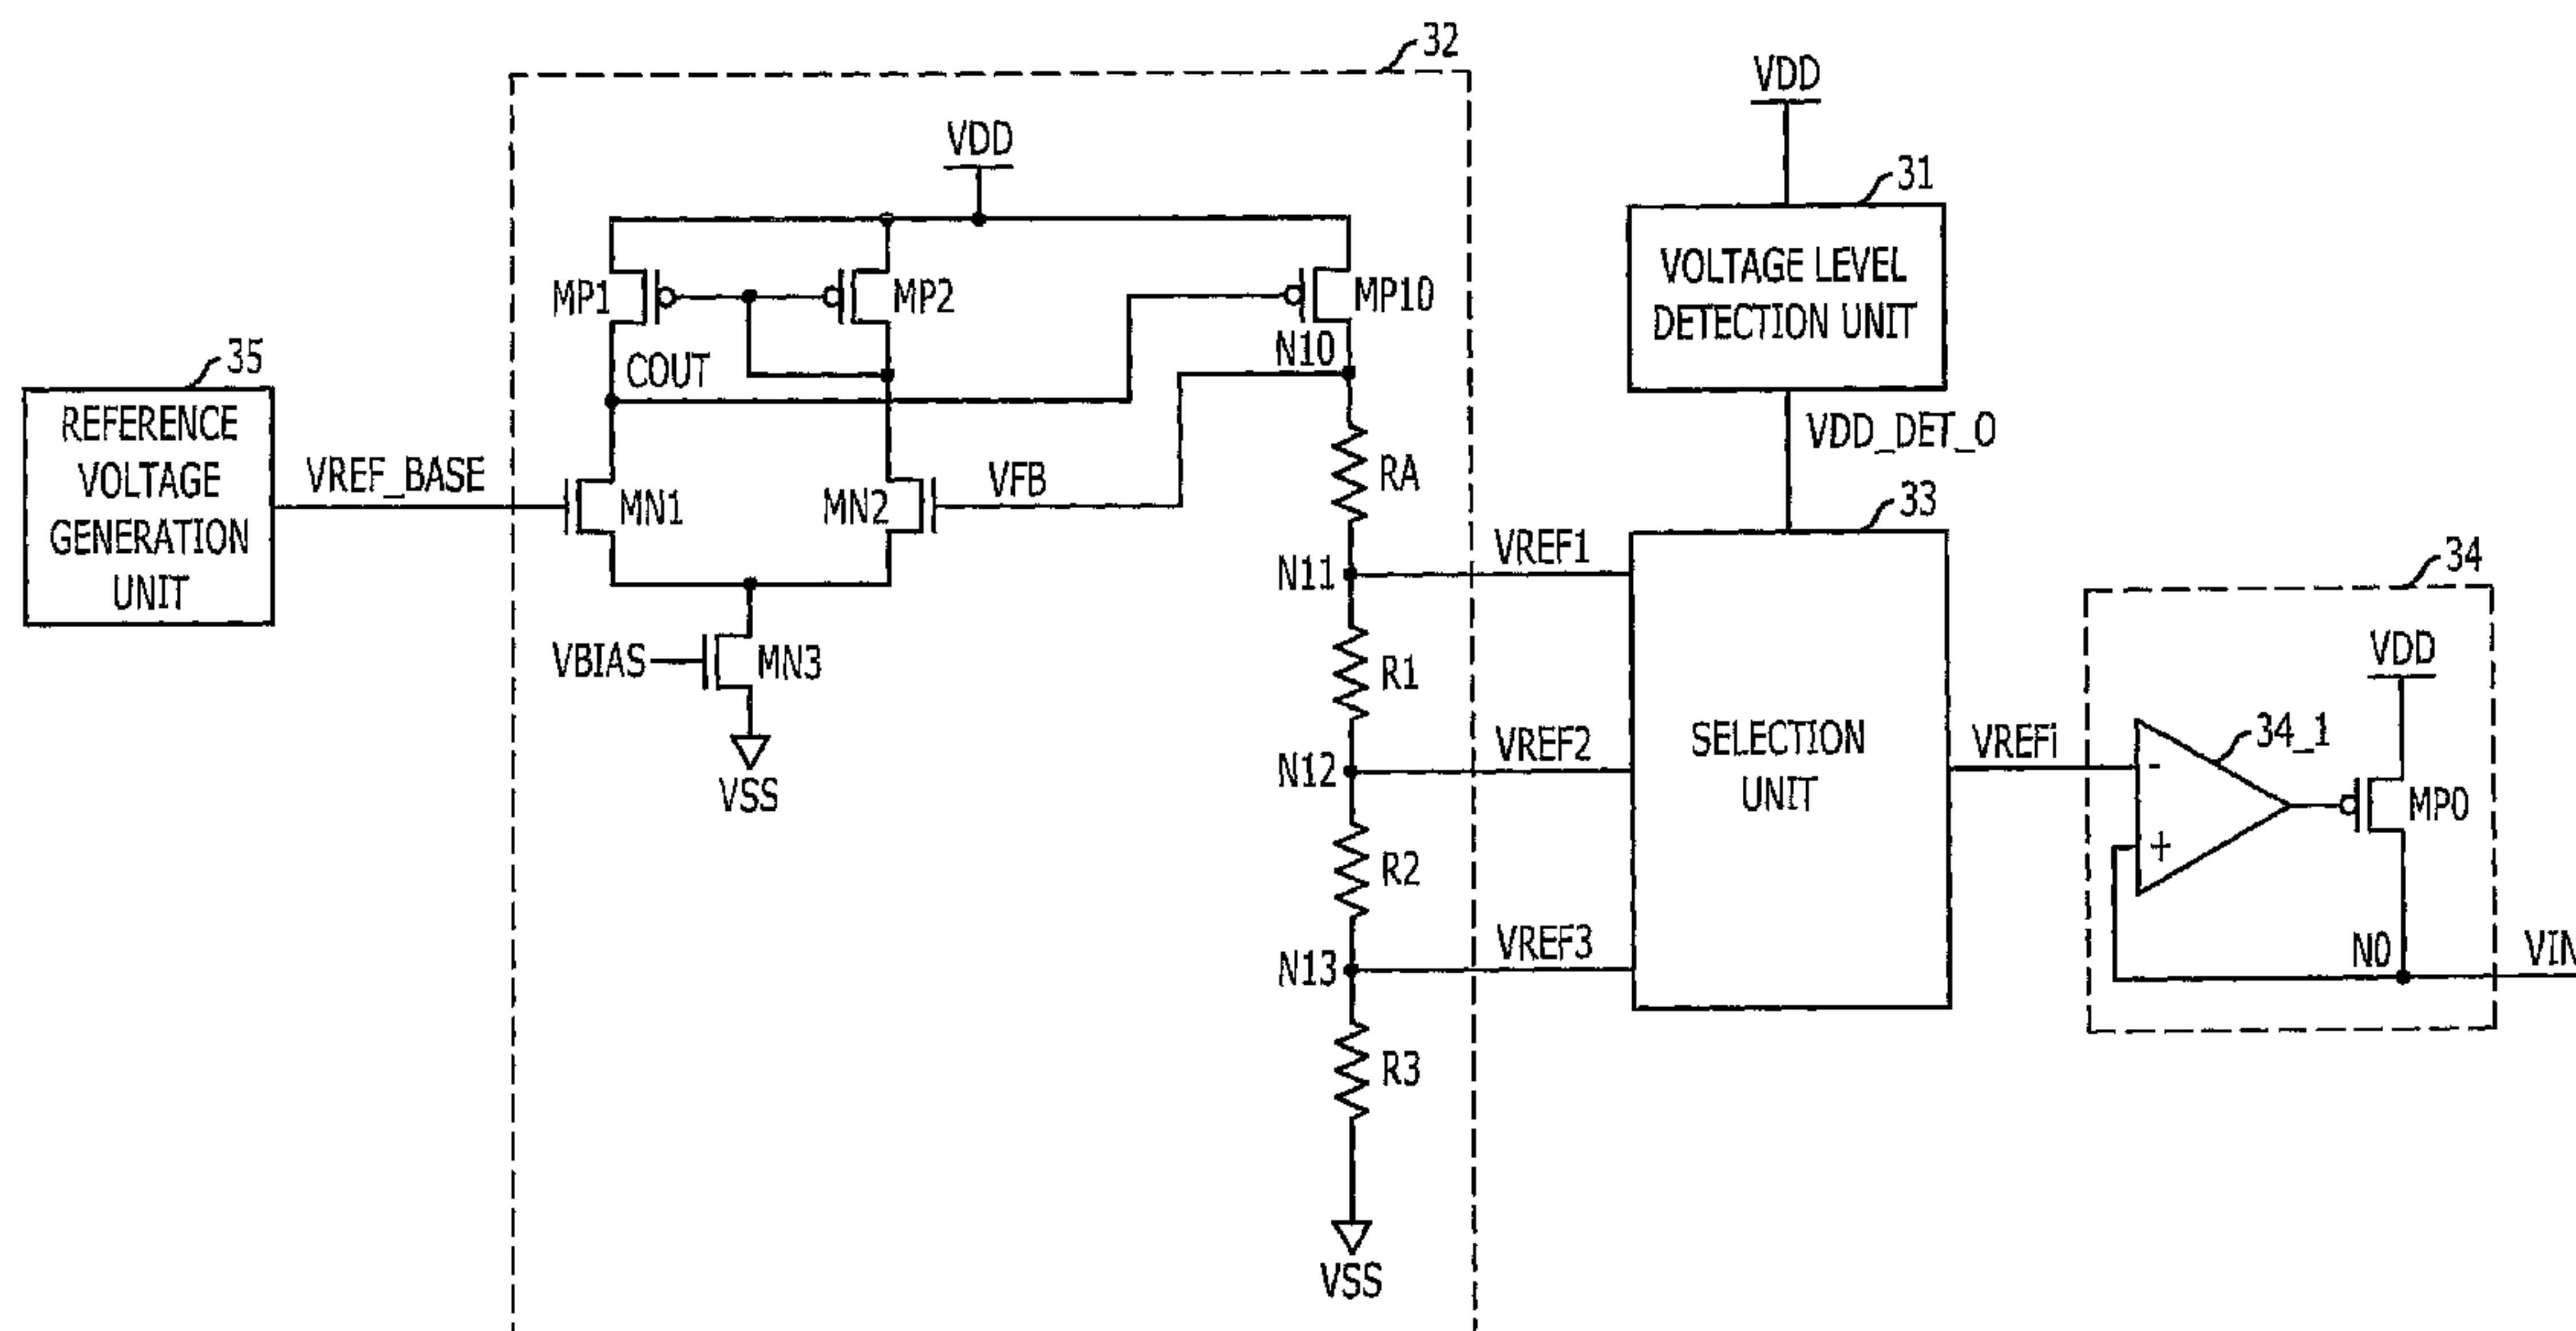 32
VDD
VDD
31
VOLTAGE LEVEL
DETECTION UNIT
MP1
MP2
MP10
N10
COUT
35
REFERENCE
VOLTAGE
GENERATION
UNIT
VREF_BASE
MN1
MN2
VFB
RA
VDD_DET_O
33
N11
VREF1
34
VBIAS
MN3
VSS
R1
VDD
N12
VREF2
SELECTION
UNIT
VREFi
34_1
-
+
MP0
R2
N13
VREF3
N0
VIN
R3
VSS